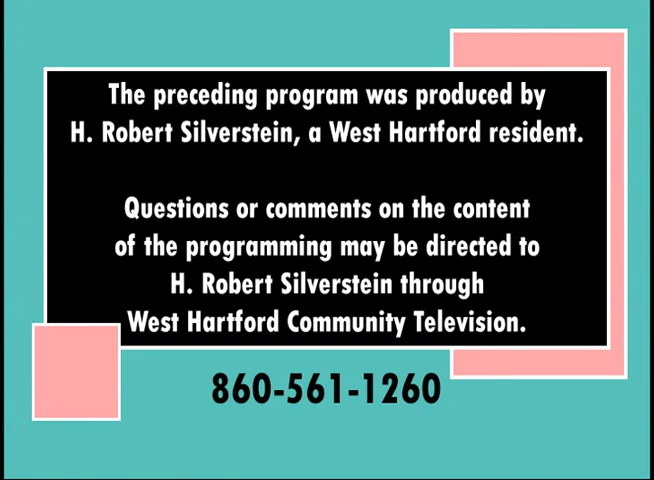 The preceding program was produced by
H. Robert Silverstein, a West Hartford resident.
Questions or comments on the content
of the programming may be directed to
H. Robert Silverstein through
West Hartford Community Television.
860-561-1260